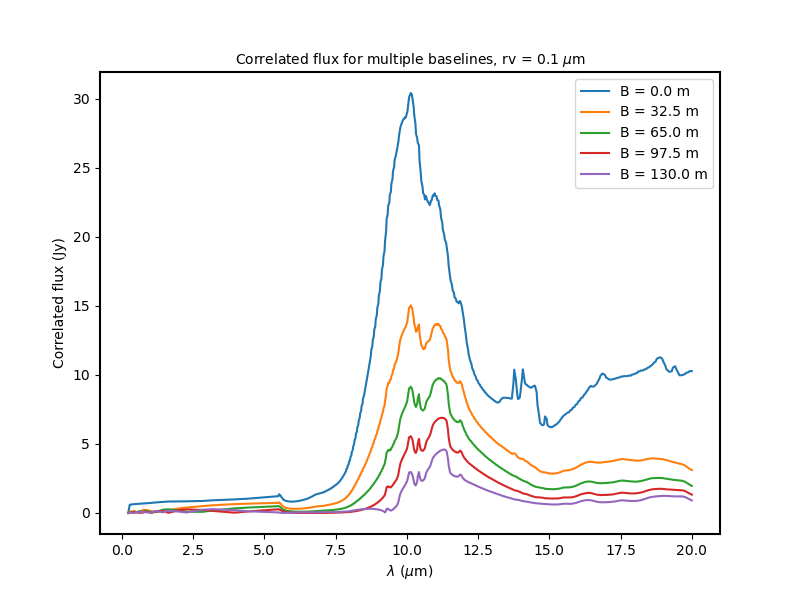 Correlated flux for multiple baselines, rv = 0.1 μm
B = 0.0 m
B = 32.5 m
B = 65.0 m
B = 97.5 m
B = 130.0 m
Correlated flux (Jy)
30
25
20
15
10
5
0
0.0 2.5 5.0 7.5 10.0 12.5 15.0 17.5 20.0
λ (μm)